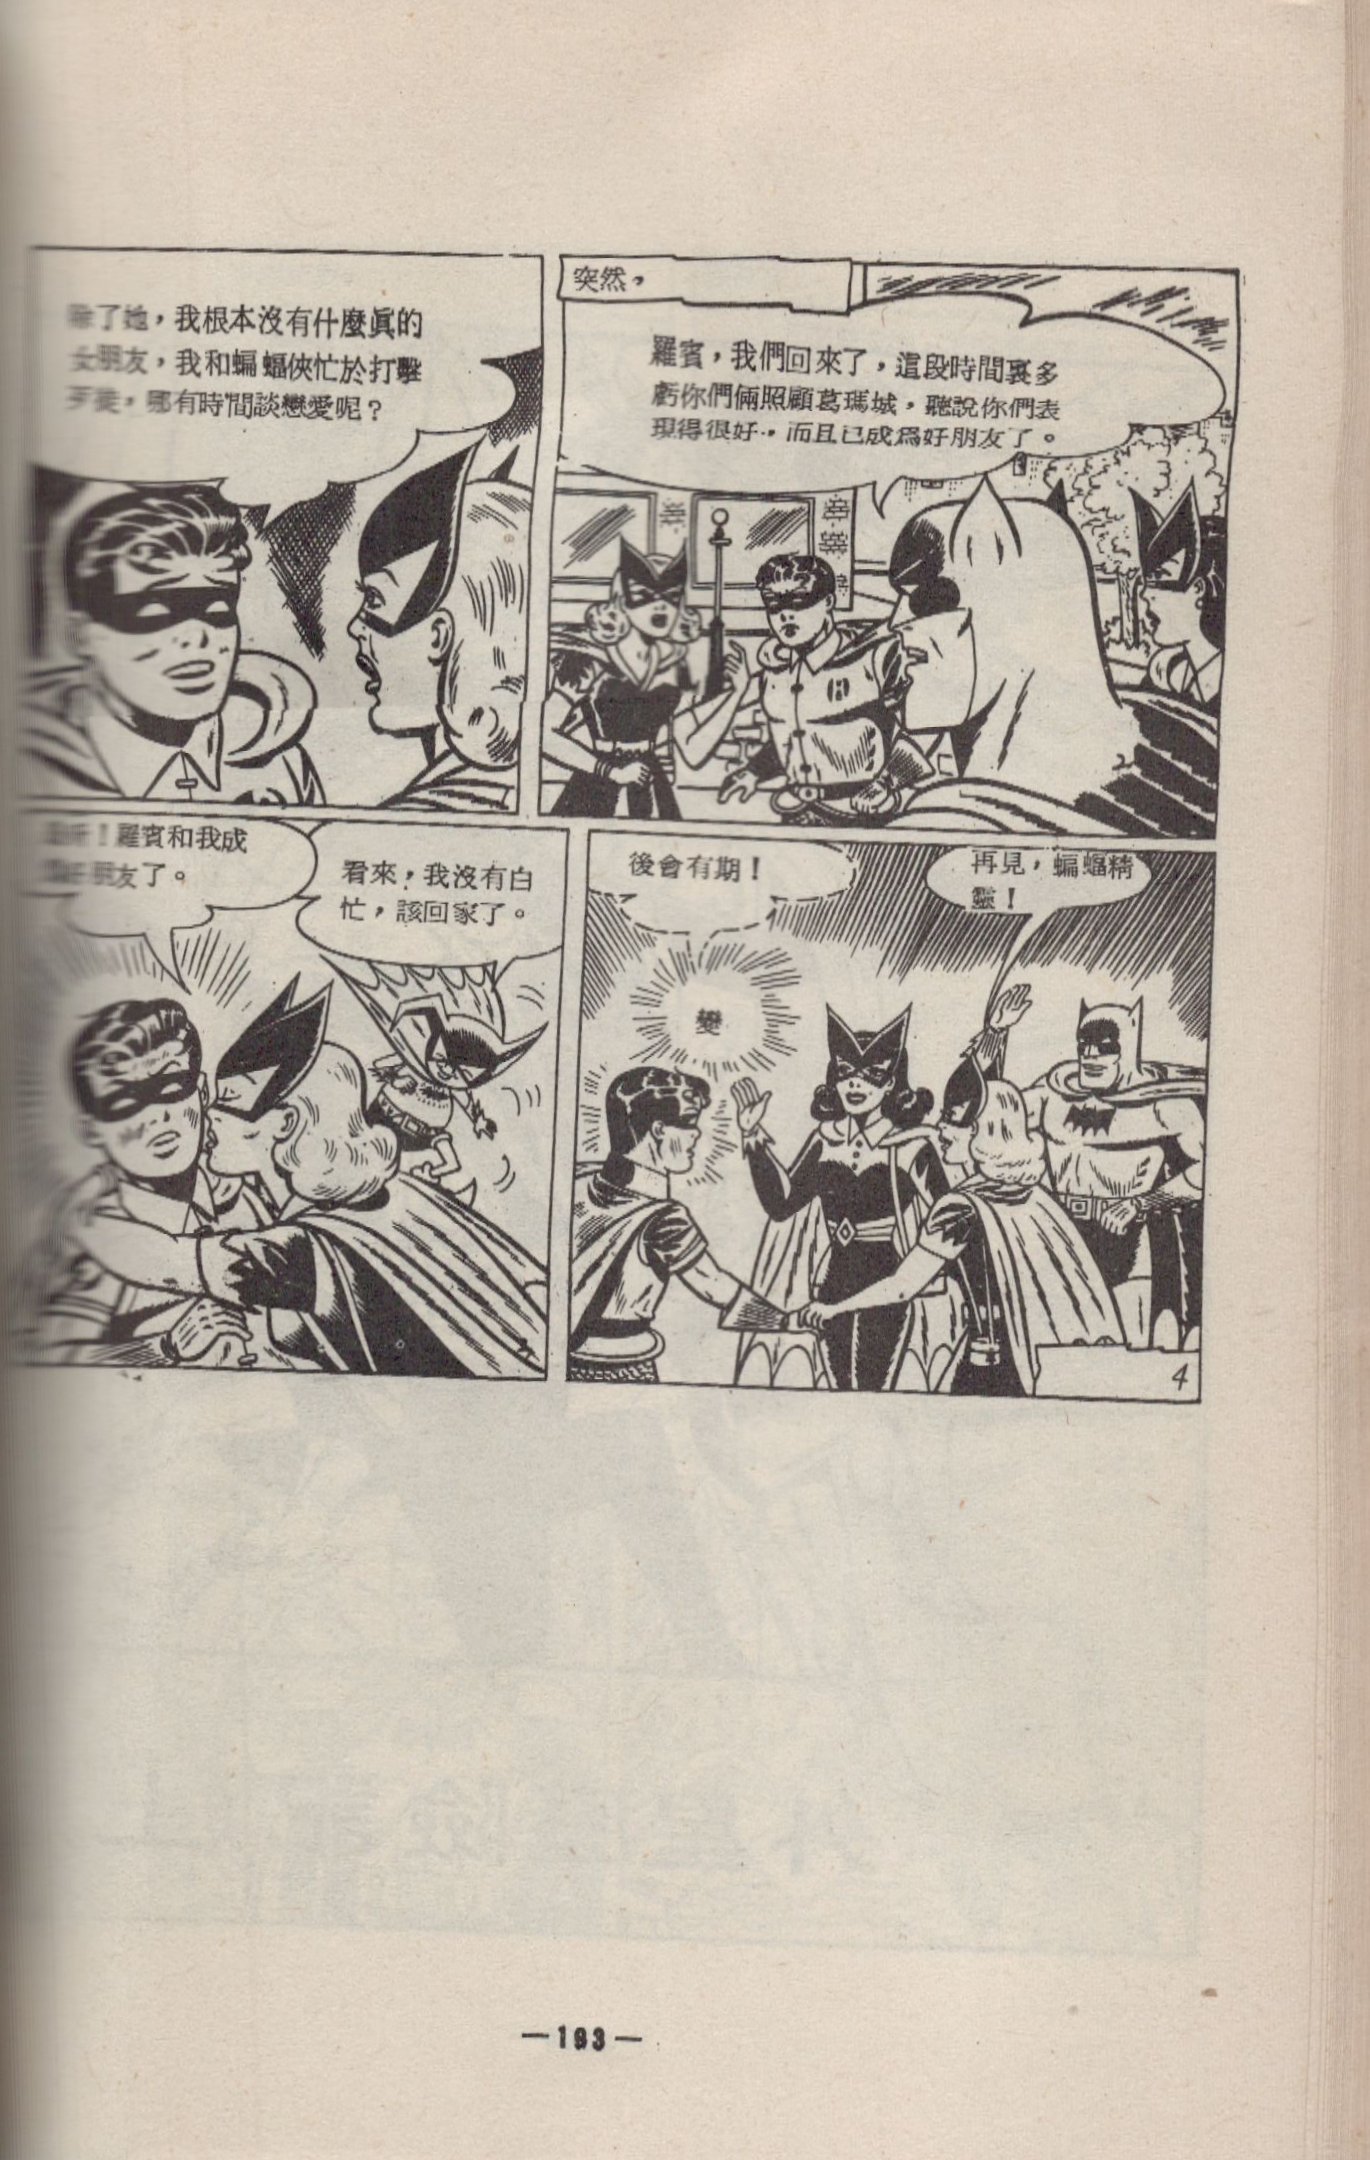 除了她，我根本沒有什麼眞的
女朋友，我和蝙蝠俠忙於打擊
歹徒，哪有時間談戀愛呢？
突然，
羅賓，我們回來了，這段時間裏多
虧你們倆照顧葛瑪城，聽說你們表
現得很好，而且已成爲好朋友了。
！羅賓和我成
好朋友了。
看來，我沒有白
忙，該回家了。
後會有期！
變
再見，蝙蝠精
靈！
4
—193—